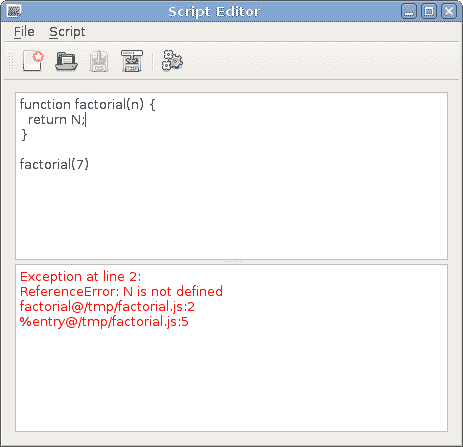 Script Editor
File Script
function factorial(n) {
  return N;
}
factorial(7)
Exception at line 2:
ReferenceError: N is not defined
factorial@/tmp/factorial.js:2
%entry@/tmp/factorial.js:5